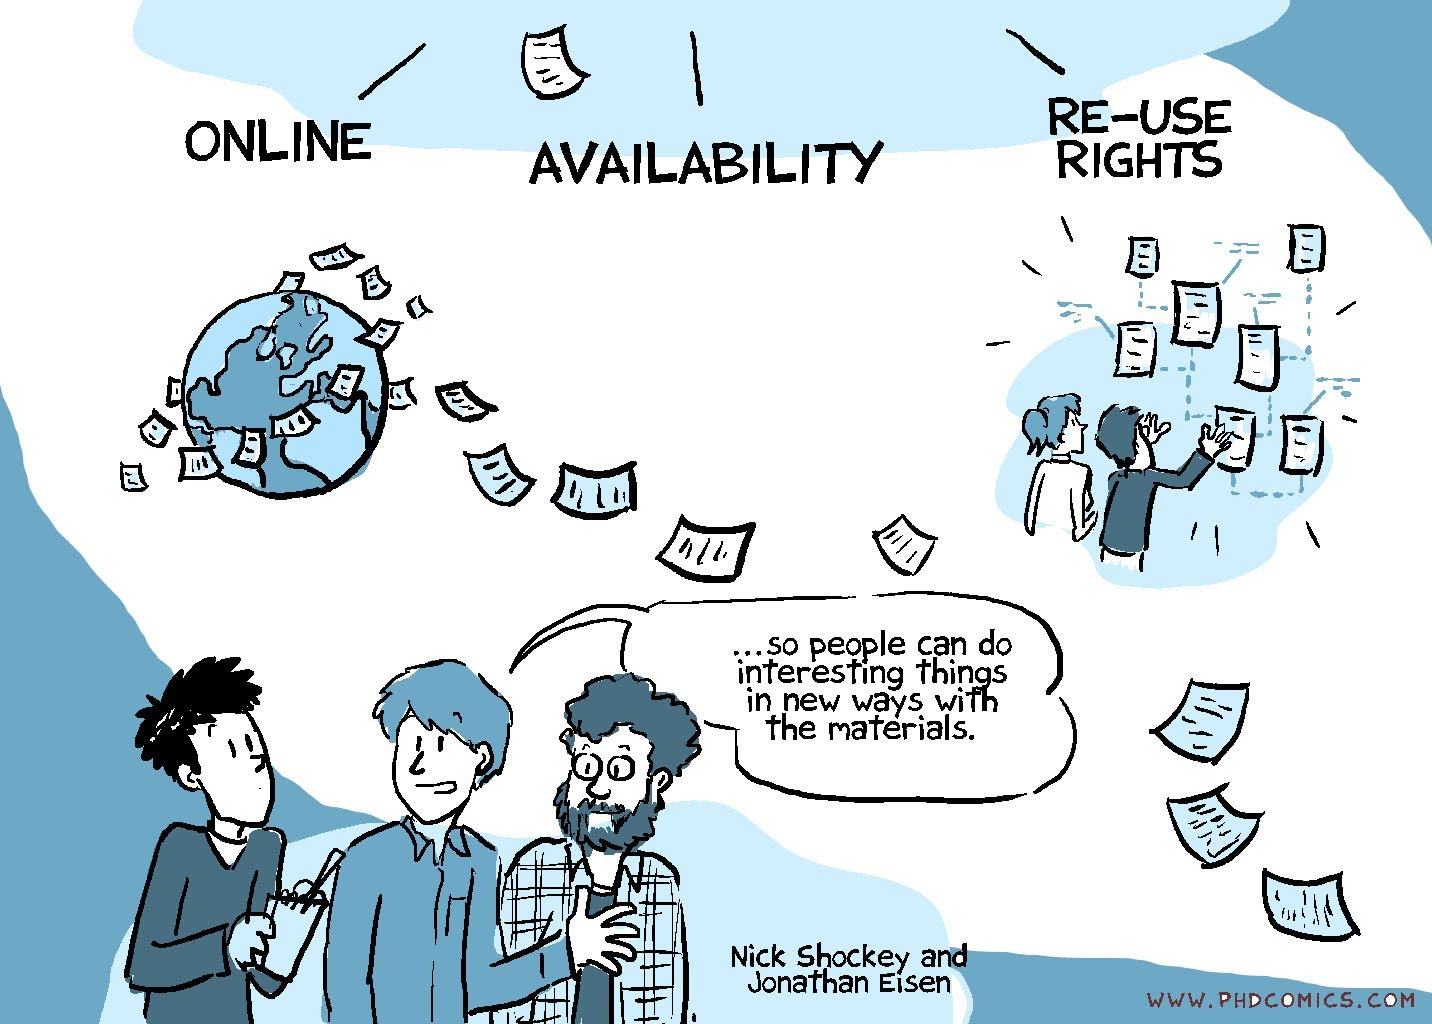 ONLINE
AVAILABILITY
RE-USE
RIGHTS
...so people can do
interesting things
in new ways with
the materials.
Nick Shockey and
Jonathan Eisen
WWW.PHDCOMICS.COM